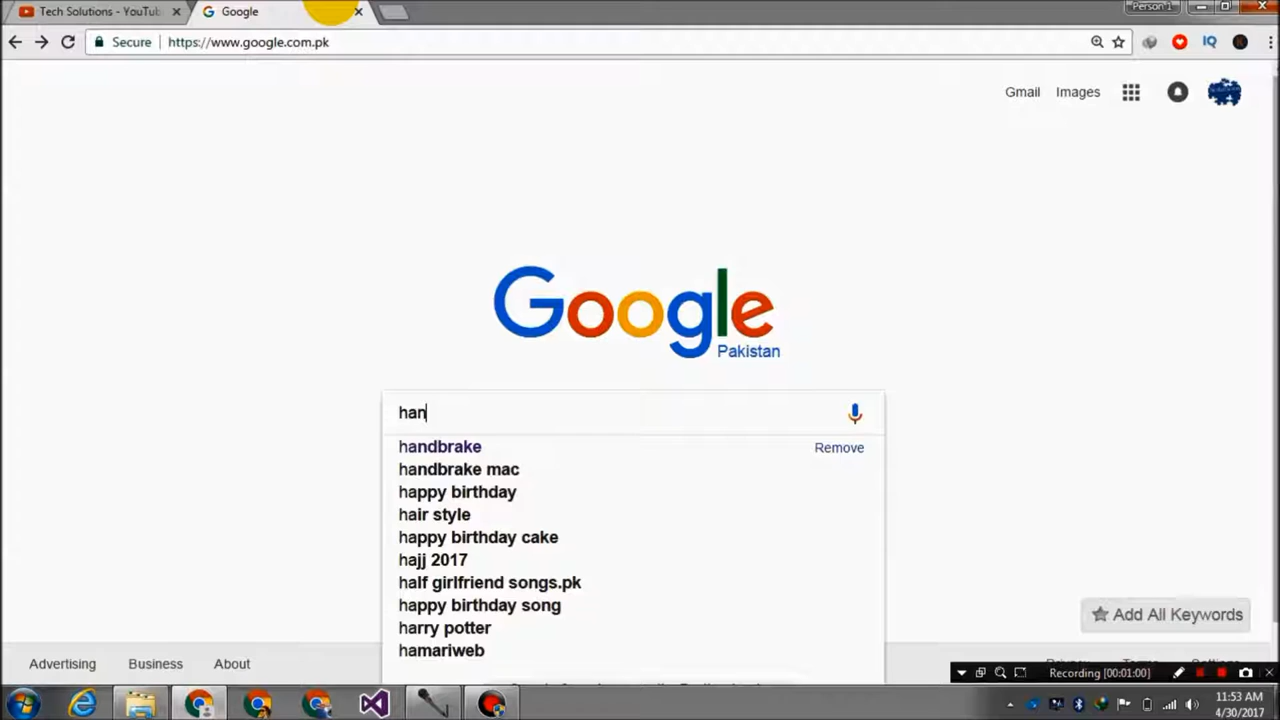 Tech Solutions - YouTu
Google
Person 1
Secure
https://www.google.com.pk
IQ
Gmail
Images
Google
Pakistan
han
handbrake
Remove
handbrake mac
happy birthday
hair style
happy birthday cake
hajj 2017
half girlfriend songs.pk
happy birthday song
harry potter
hamariweb
Add All Keywords
Advertising
Business
About
Recording [00:01:00]
11:53 AM
4/30/2017